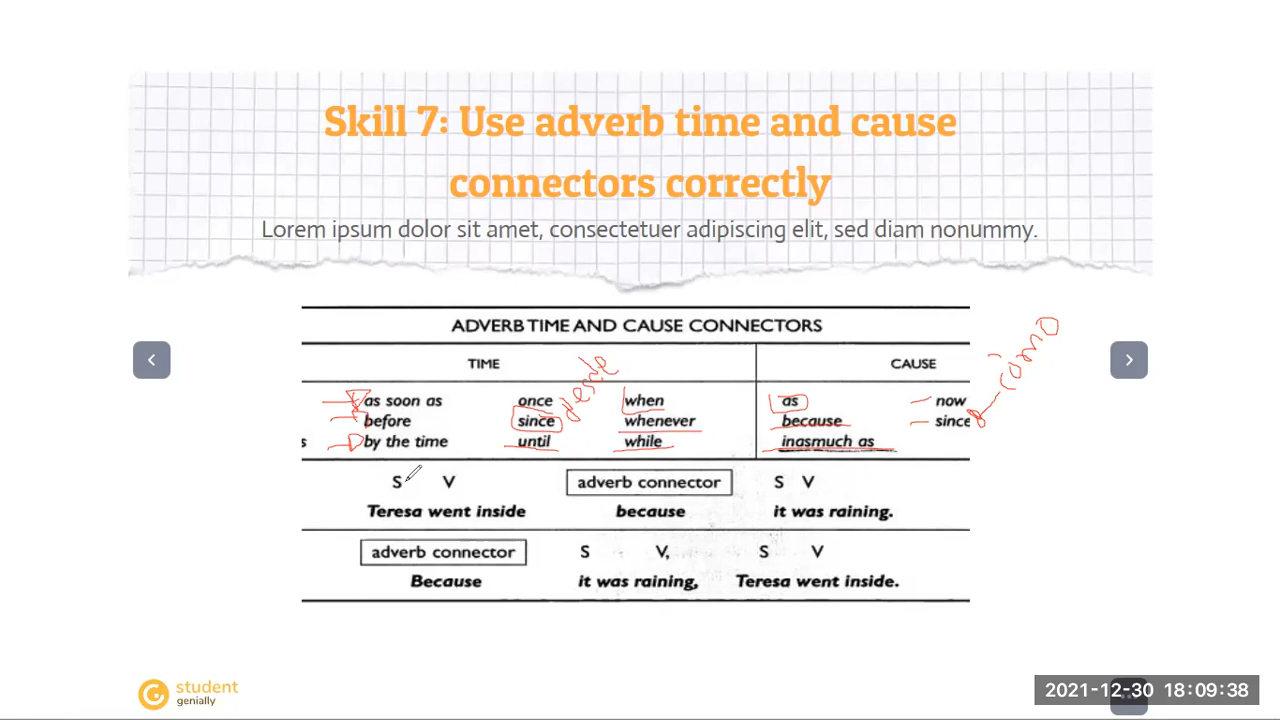 Skill 7: Use adverb time and cause
connectors correctly
Lorem ipsum dolor sit amet, consectetuer adipiscing elit, sed diam nonummy.
ADVERB TIME AND CAUSE CONNECTORS
TIME CAUSE
as soon as once desde when as now como
before since whenever because since
s by the time until while inasmuch as
S V adverb connector S V
Teresa went inside because it was raining.
adverb connector S V, S V
Because it was raining, Teresa went inside.
student
genially
2021-12-30 18:09:38